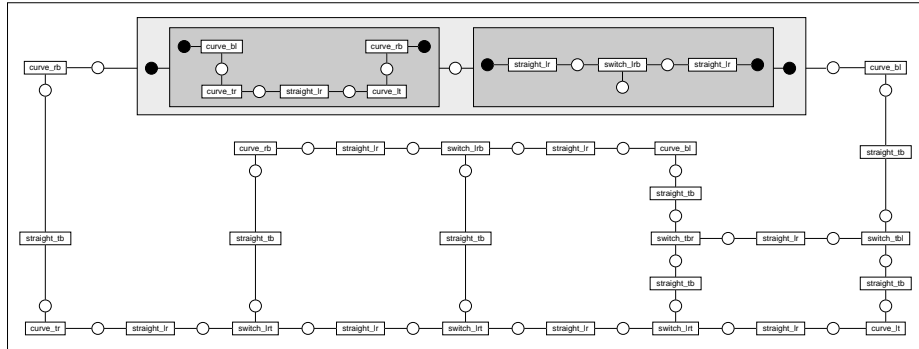 curve_bl curve_rb
curve_rb straight_lr switch_lrb straight_lr curve_bl
curve_tr straight_lr curve_lt
curve_rb straight_lr switch_lrb straight_lr curve_bl straight_tb
straight_tb
straight_tb straight_tb straight_tb switch_tbr straight_lr switch_tbl
straight_tb straight_tb
curve_tr straight_lr switch_lrt straight_lr switch_lrt straight_lr switch_lrt straight_lr curve_lt